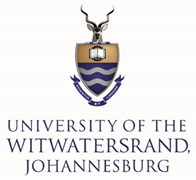 UNIVERSITY OF THE
WITWATERSRAND,
JOHANNESBURG